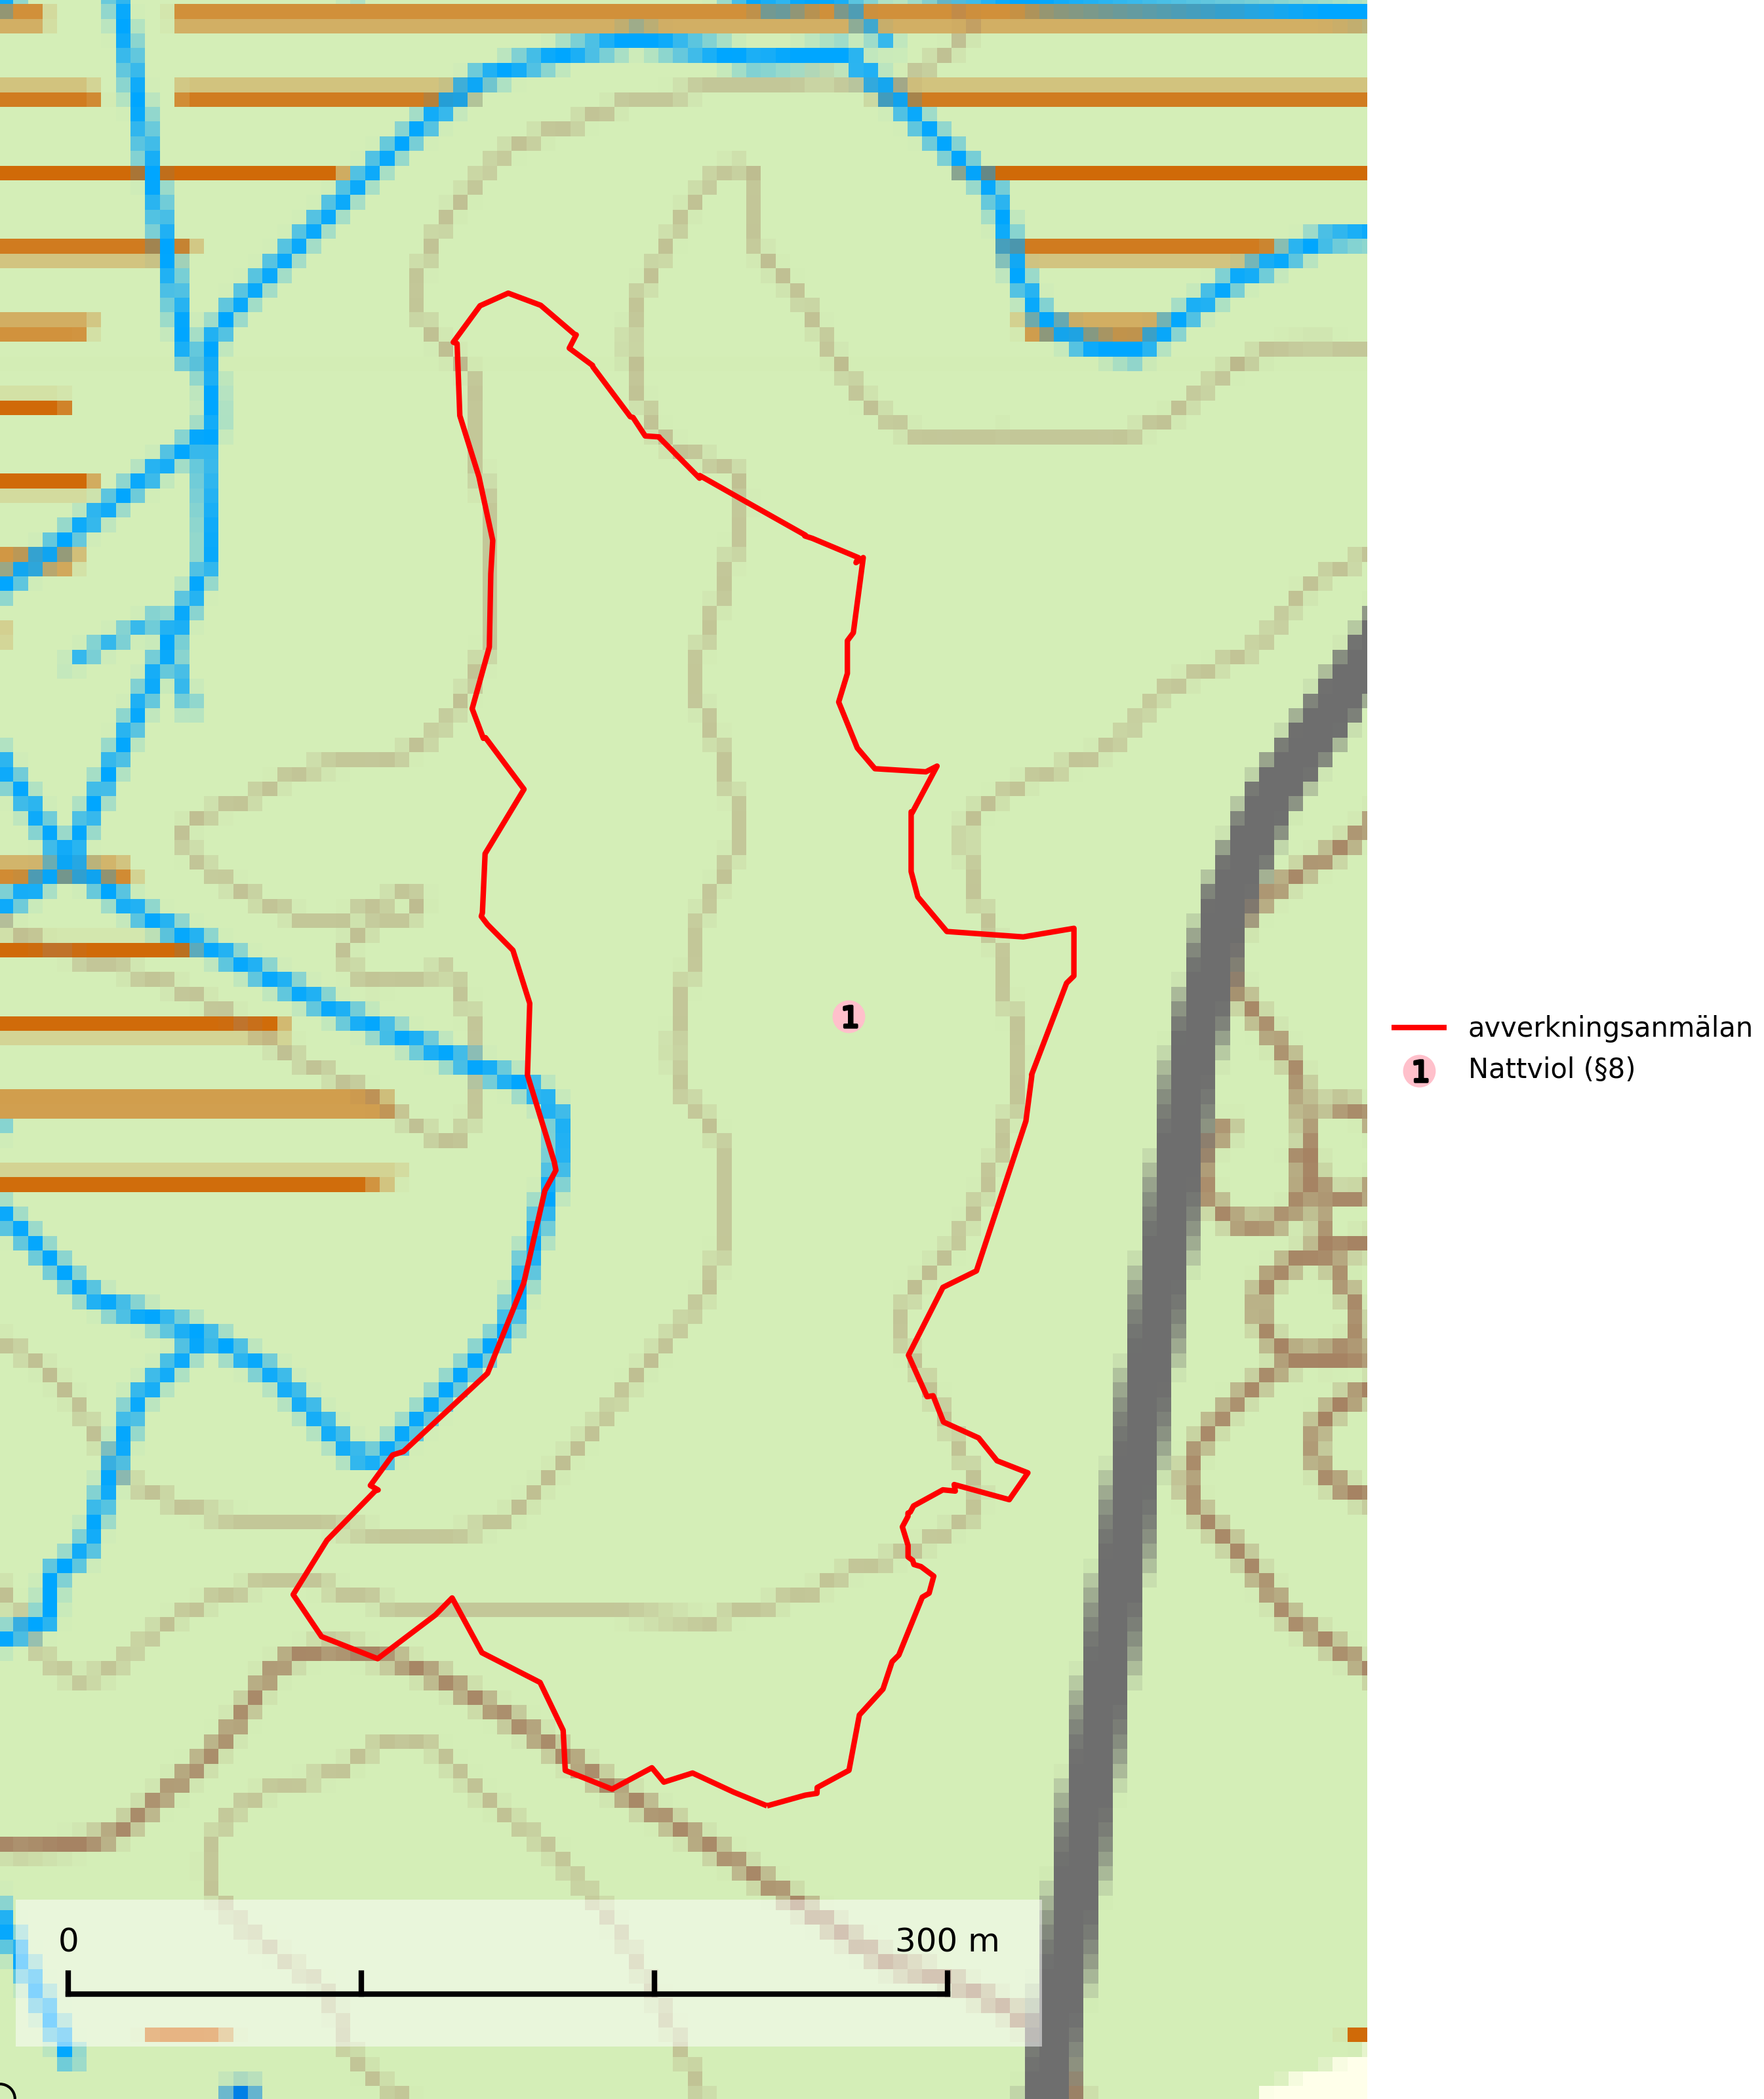 1
avverkningsanmälan
1 Nattviol (§8)
0 300 m